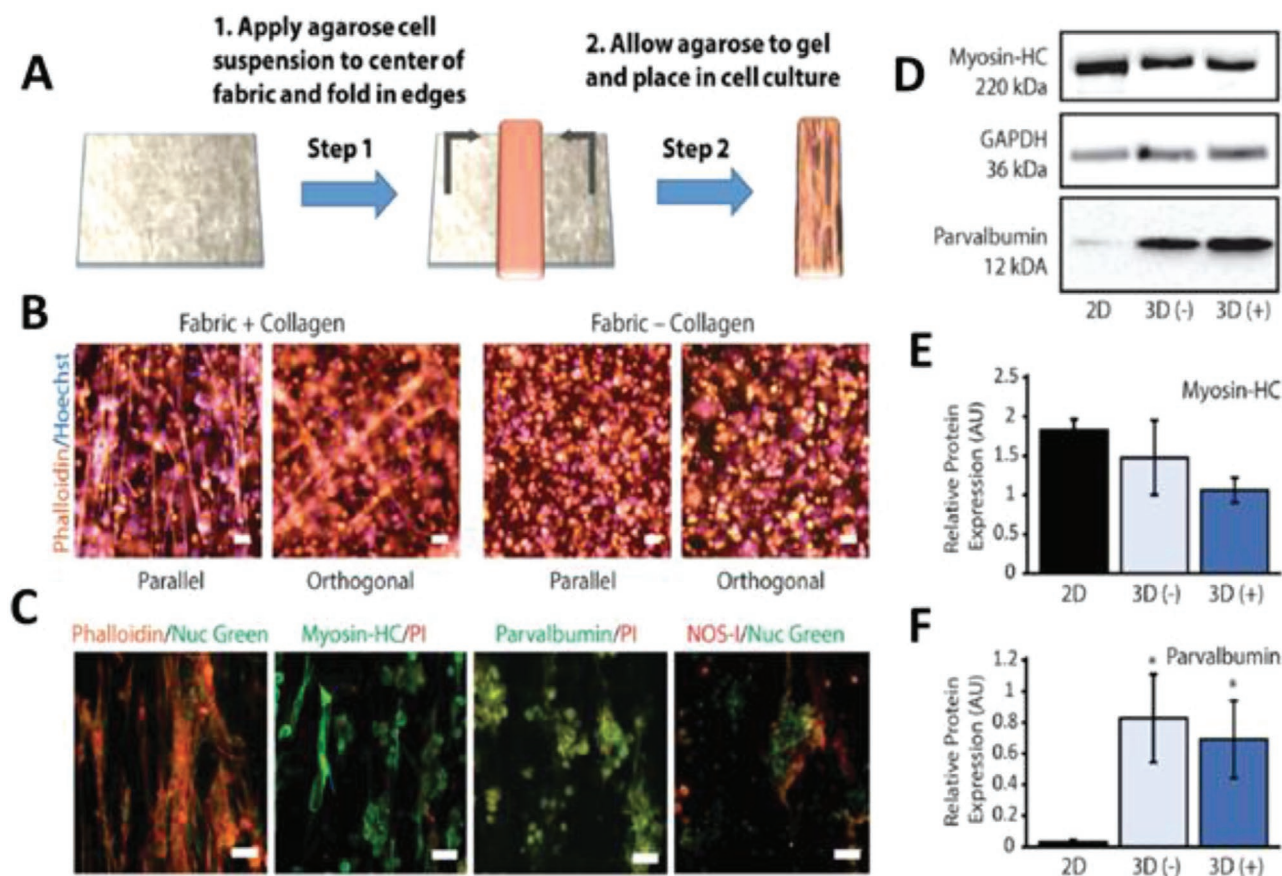 A
1. Apply agarose cell
suspension to center of
fabric and fold in edges
2. Allow agarose to gel
and place in cell culture
Step 1
Step 2
B
Fabric + Collagen
Fabric – Collagen
Phalloidin/Hoechst
Parallel
Orthogonal
Parallel
Orthogonal
C
Phalloidin/Nuc Green
Myosin-HC/PI
Parvalbumin/PI
NOS-I/Nuc Green
D
Myosin-HC
220 kDa
GAPDH
36 kDa
Parvalbumin
12 kDA
2D
3D (-)
3D (+)
E
Myosin-HC
Relative Protein
Expression (AU)
2.5
2
1.5
1
0.5
0
2D
3D (-)
3D (+)
F
Parvalbumin
Relative Protein
Expression (AU)
1.2
1
0.8
0.6
0.4
0.2
0
*
*
2D
3D (-)
3D (+)